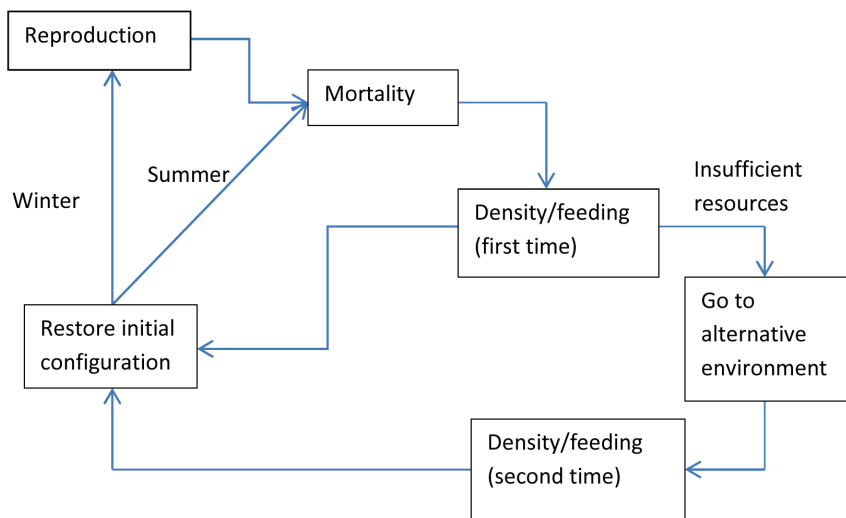 Reproduction
Mortality
Summer
Winter
Insufficient
resources
Density/feeding
(first time)
Go to
alternative
environment
Restore initial
configuration
Density/feeding
(second time)